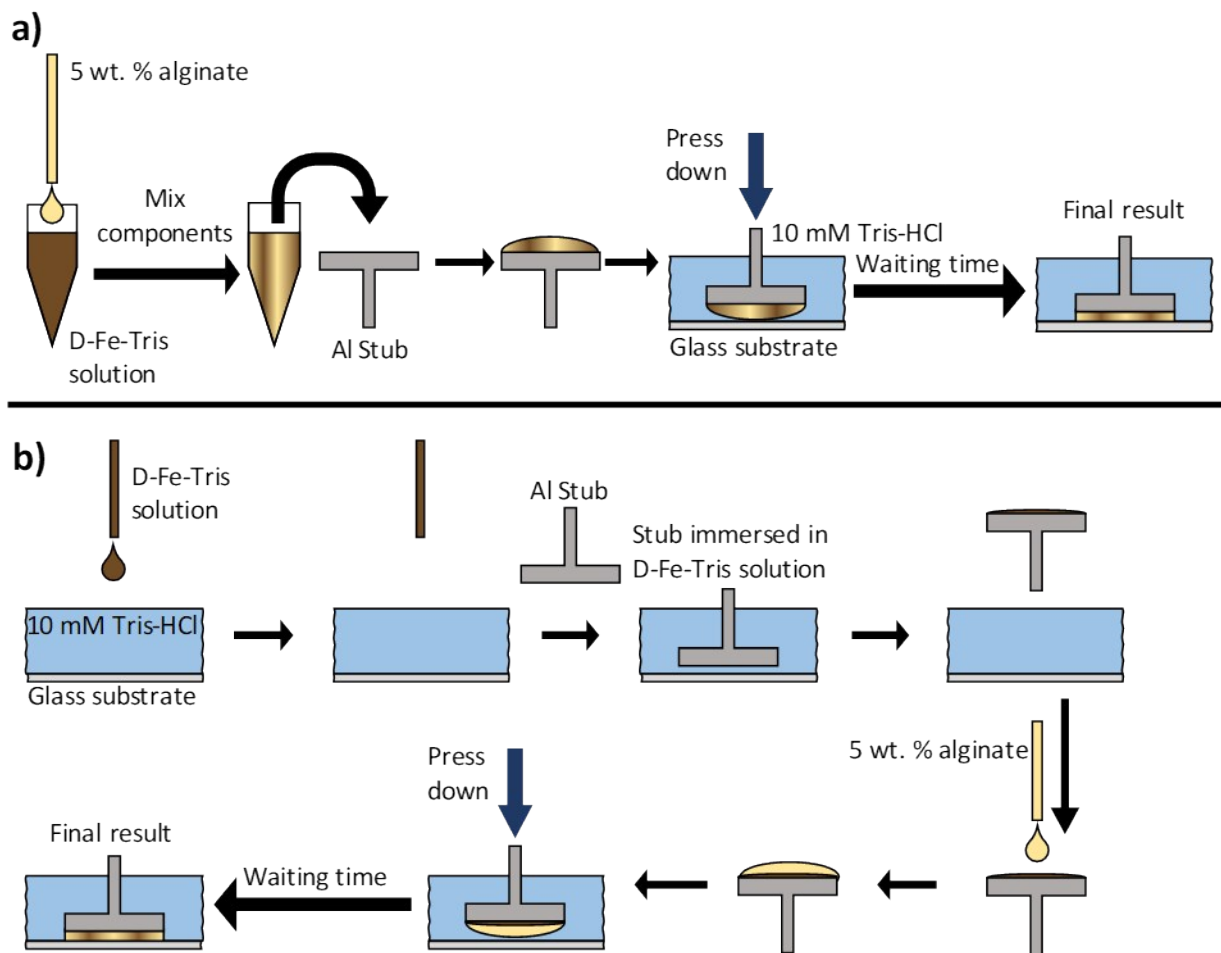 a)
5 wt. % alginate
Mix
components
D-Fe-Tris
solution
Al Stub
Press
down
10 mM Tris-HCl
Waiting time
Glass substrate
Final result
b)
D-Fe-Tris
solution
10 mM Tris-HCl
Glass substrate
Al Stub
Stub immersed in
D-Fe-Tris solution
5 wt. % alginate
Press
down
Waiting time
Final result